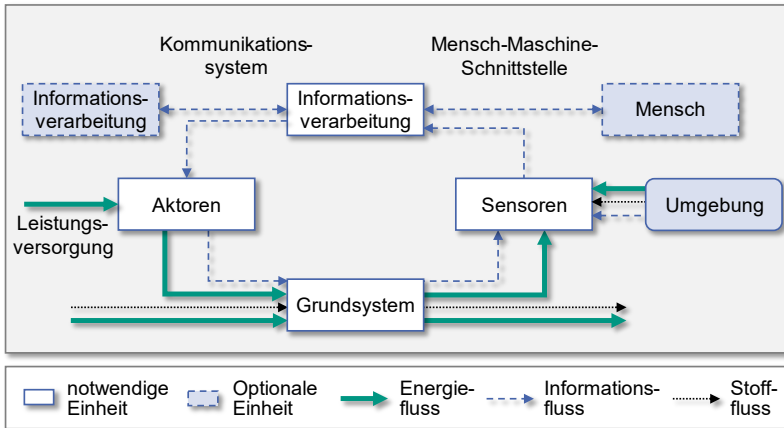 Kommunikations-
system
Mensch-Maschine-
Schnittstelle
Informations-
verarbeitung
Informations-
verarbeitung
Mensch
Aktoren
Sensoren
Umgebung
Leistungs-
versorgung
Grundsystem
notwendige
Einheit
Optionale
Einheit
Energie-
fluss
Informations-
fluss
Stoff-
fluss